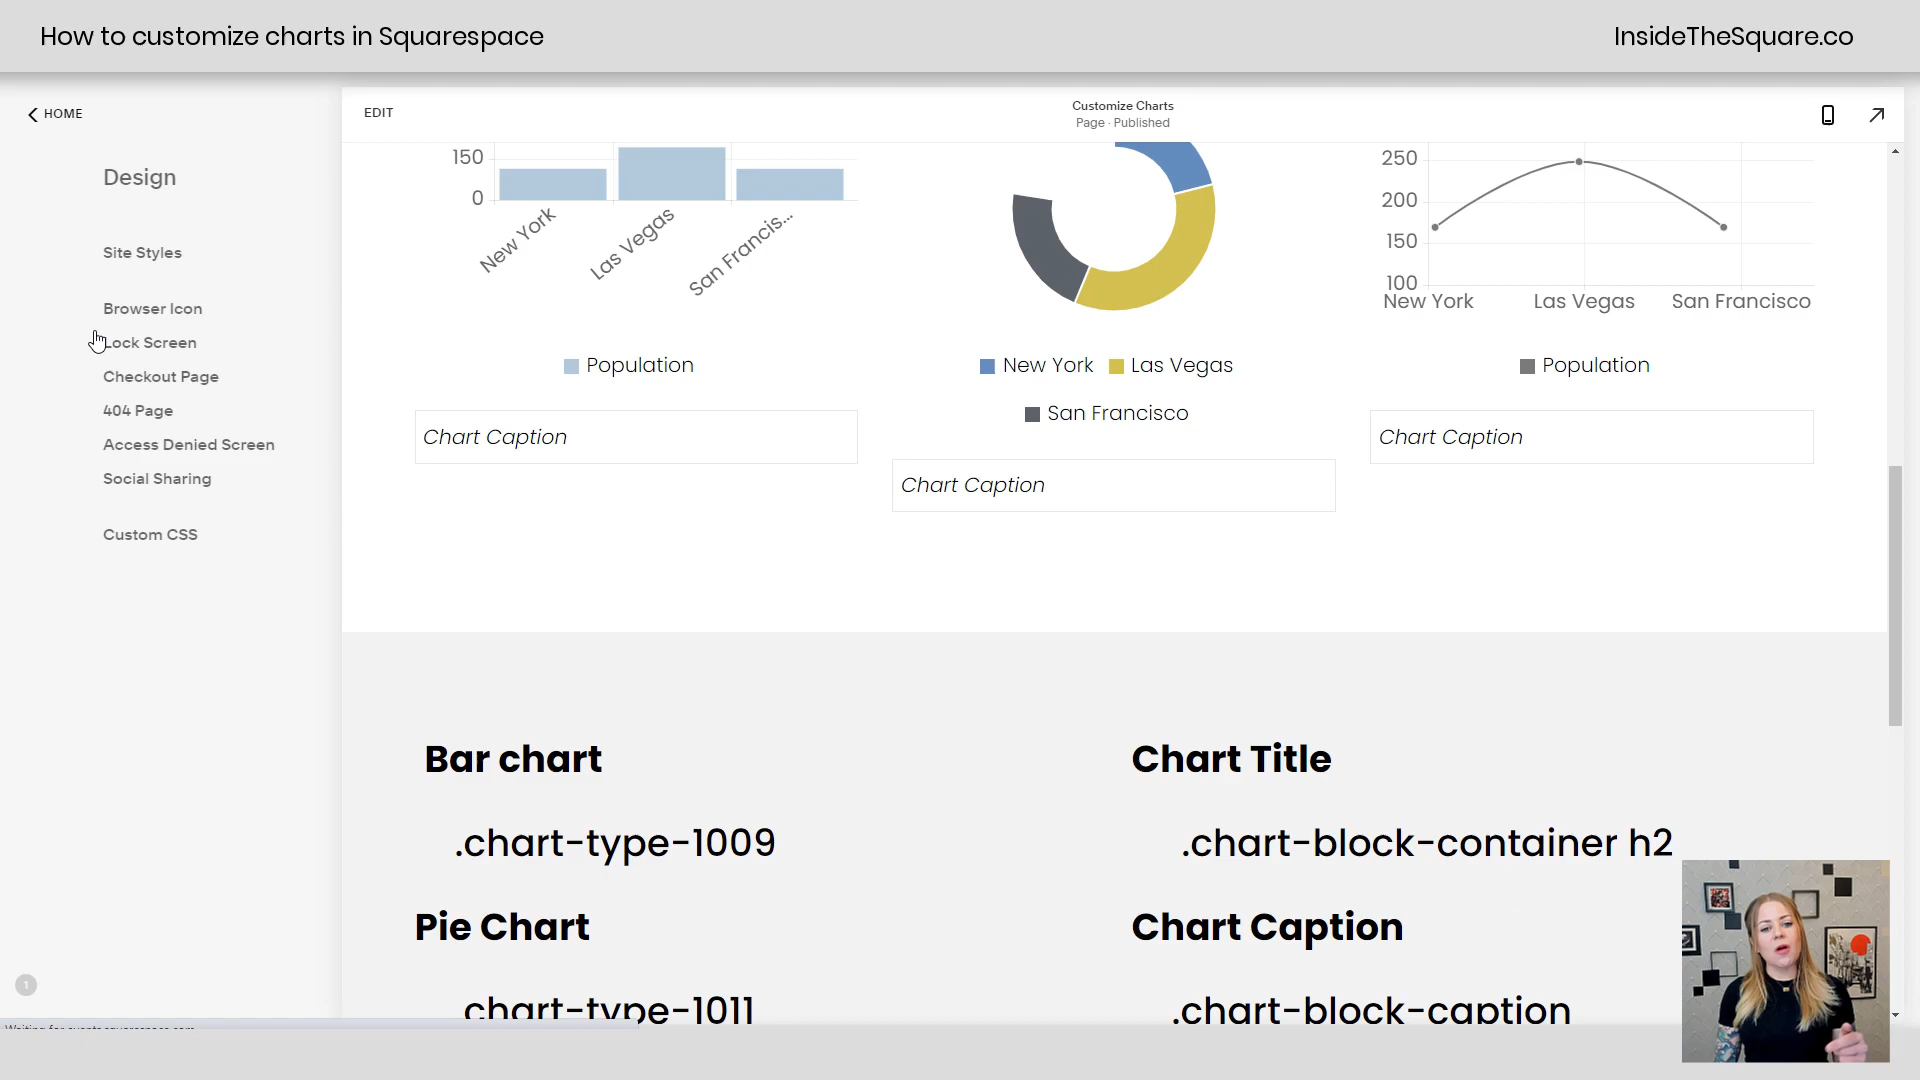 How to customize charts in Squarespace
InsideTheSquare.co
HOME
EDIT
Customize Charts
Page · Published
Design
Site Styles
Browser Icon
Lock Screen
Checkout Page
404 Page
Access Denied Screen
Social Sharing
Custom CSS
150
0
New York
Las Vegas
San Francis...
Population
Chart Caption
New York
Las Vegas
San Francisco
Chart Caption
250
200
150
100
New York
Las Vegas
San Francisco
Population
Chart Caption
Bar chart
.chart-type-1009
Pie Chart
.chart-type-1011
Chart Title
.chart-block-container h2
Chart Caption
.chart-block-caption
1